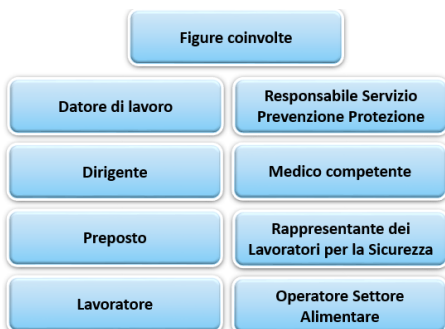 Figure coinvolte
Datore di lavoro
Responsabile Servizio
Prevenzione Protezione
Dirigente
Medico competente
Preposto
Rappresentante dei
Lavoratori per la Sicurezza
Lavoratore
Operatore Settore
Alimentare